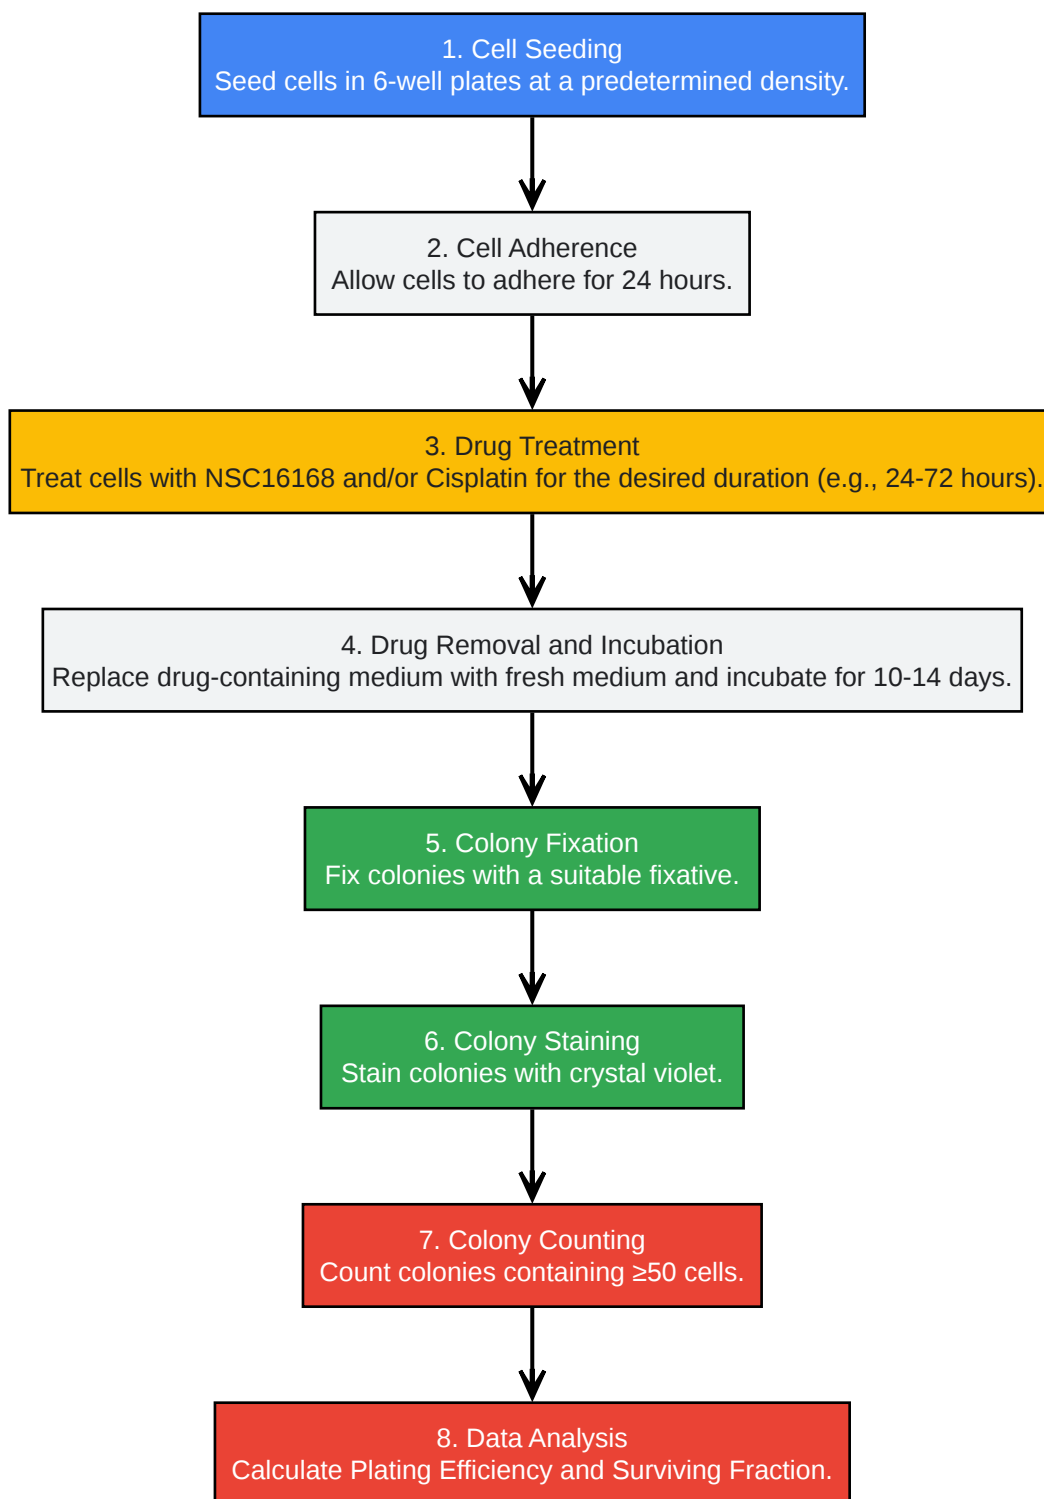 1. Cell Seeding
Seed cells in 6-well plates at a predetermined density.
2. Cell Adherence
Allow cells to adhere for 24 hours.
3. Drug Treatment
Treat cells with NSC16168 and/or Cisplatin for the desired duration (e.g., 24-72 hours).
4. Drug Removal and Incubation
Replace drug-containing medium with fresh medium and incubate for 10-14 days.
5. Colony Fixation
Fix colonies with a suitable fixative.
6. Colony Staining
Stain colonies with crystal violet.
7. Colony Counting
Count colonies containing ≥50 cells.
8. Data Analysis
Calculate Plating Efficiency and Surviving Fraction.